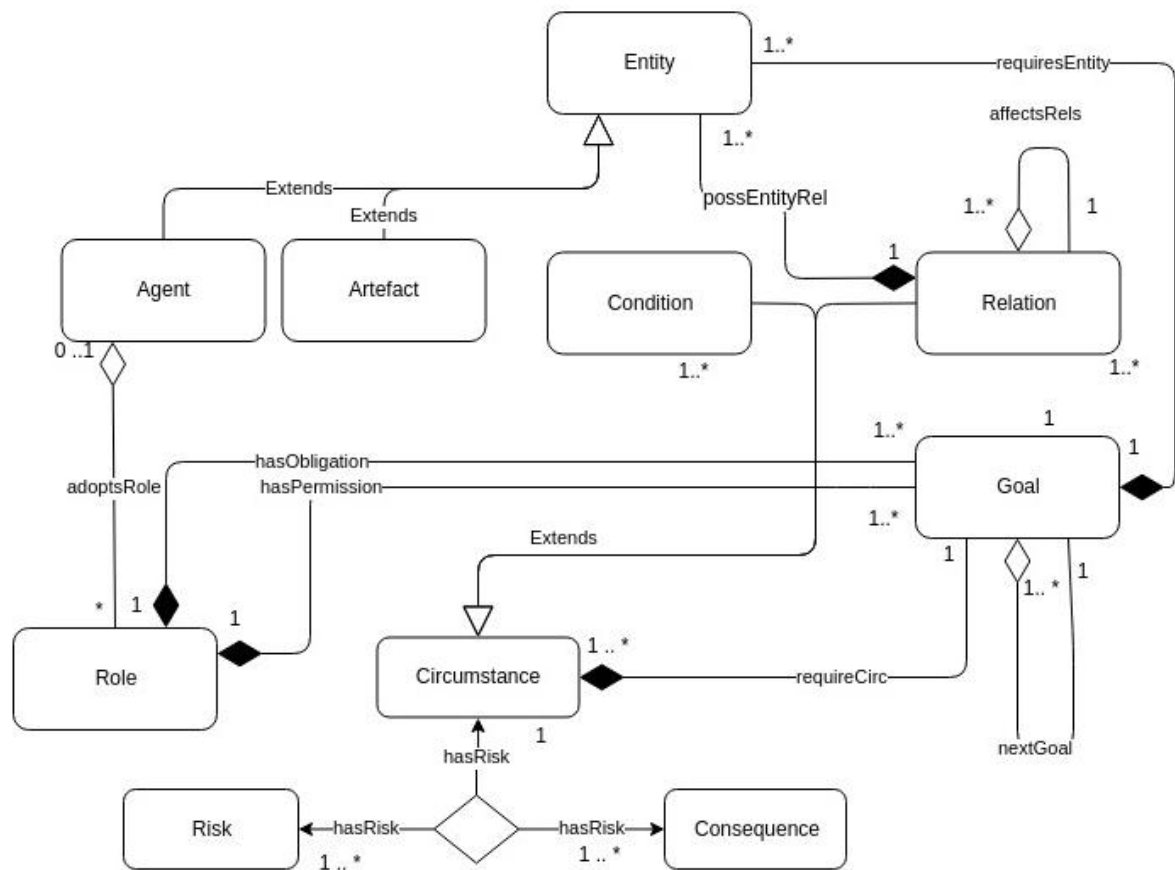 Entity
1..*
requiresEntity
affectsRels
1..*
Extends
possEntityRel
Extends
1..*
1
1
Agent
Artefact
Condition
Relation
0 ..1
1..*
1..*
1
1..*
1
hasObligation
adoptsRole
hasPermission
Goal
1..*
Extends
1
1
1.. *
*
1
1
1 .. *
Role
Circumstance
requireCirc
1
nextGoal
hasRisk
Risk
hasRisk
hasRisk
Consequence
1 .. *
1 .. *